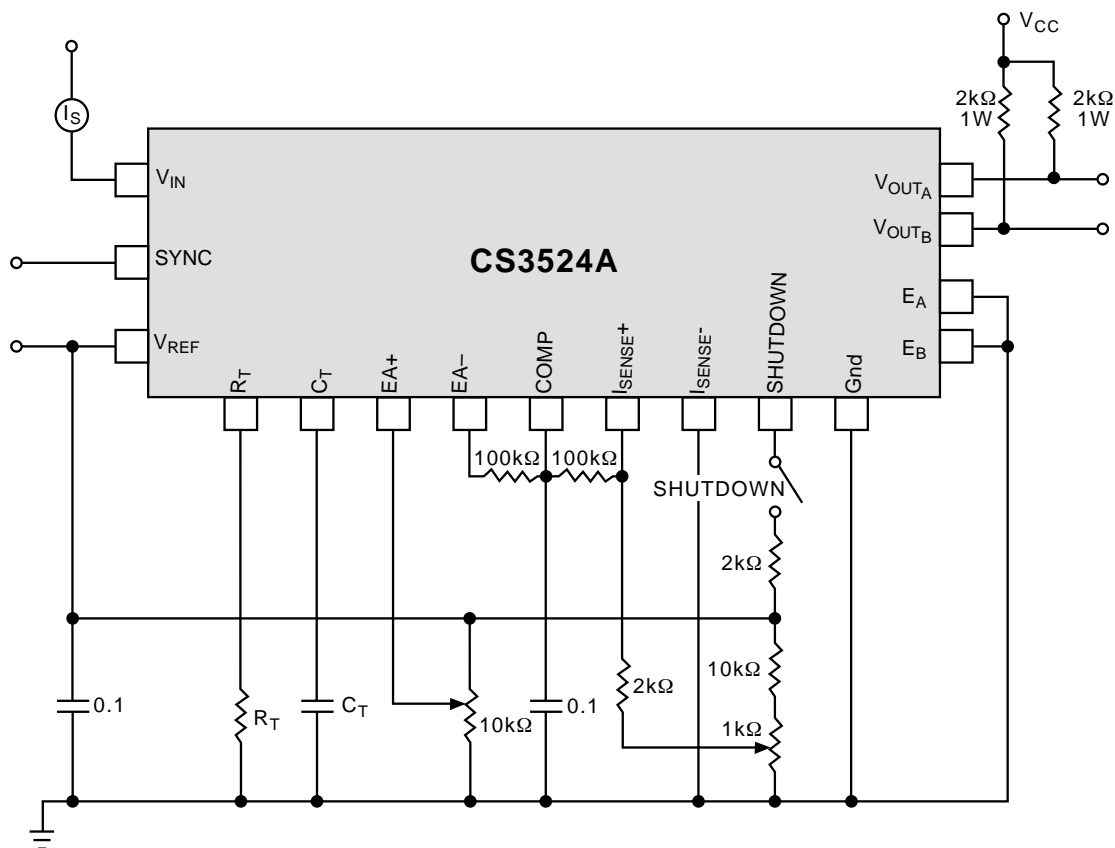 V_CC
2kΩ
1W
2kΩ
1W
I_S
V_IN
V_OUT_A
V_OUT_B
SYNC
CS3524A
E_A
V_REF
E_B
R_T
C_T
EA+
EA–
COMP
I_SENSE+
I_SENSE-
SHUTDOWN
Gnd
100kΩ
100kΩ
SHUTDOWN
2kΩ
10kΩ
2kΩ
0.1
R_T
C_T
10kΩ
0.1
1kΩ